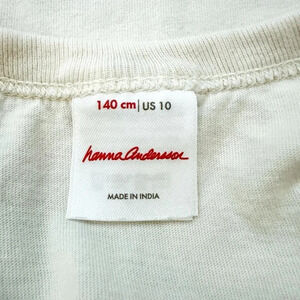 140 cm | US 10
hanna andersson
MADE IN INDIA